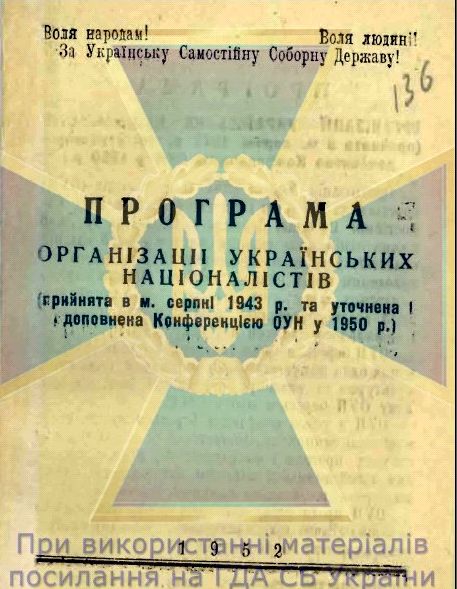 Воля народам! Воля людині!
За Українську Самостійну Соборну Державу!
136
ПРОГРАМА
ОРГАНІЗАЦІЇ УКРАЇНСЬКИХ
НАЦІОНАЛІСТІВ
(прийнята в м. серпні 1943 р. та уточнена і
доповнена Конференцією ОУН у 1950 р.)
1952
При використанні матеріалів
посилання на ГДА СБ України